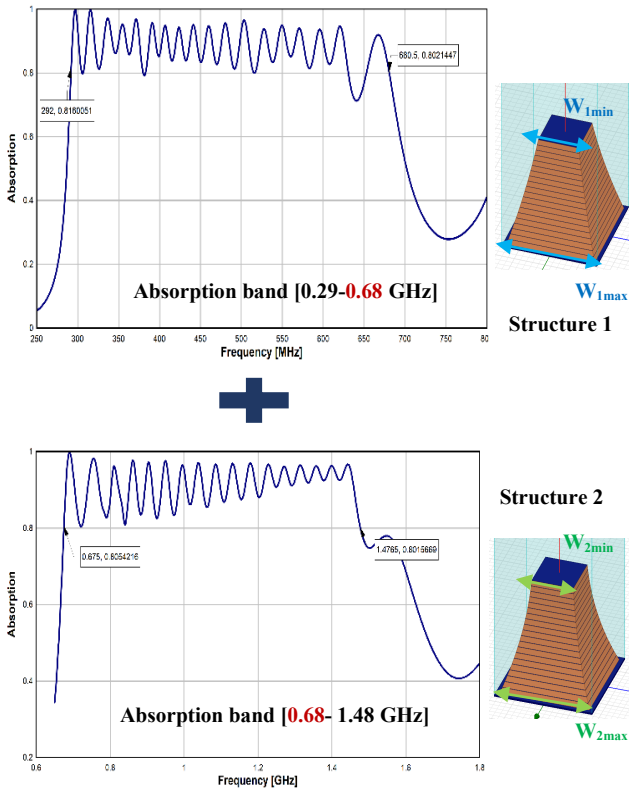 1
0.8
0.6
0.4
0.2
0
Absorption
292, 0.8160051
680.5, 0.8021447
Absorption band [0.29-0.68 GHz]
250 300 350 400 450 500 550 600 650 700 750 80
Frequency [MHz]
W1min
W1max
Structure 1
1
0.8
0.6
0.4
0.2
Absorption
0.675, 0.8054216
1.4765, 0.8015669
Absorption band [0.68- 1.48 GHz]
0.6 0.8 1 1.2 1.4 1.6 1.8
Frequency [GHz]
Structure 2
W2min
W2max